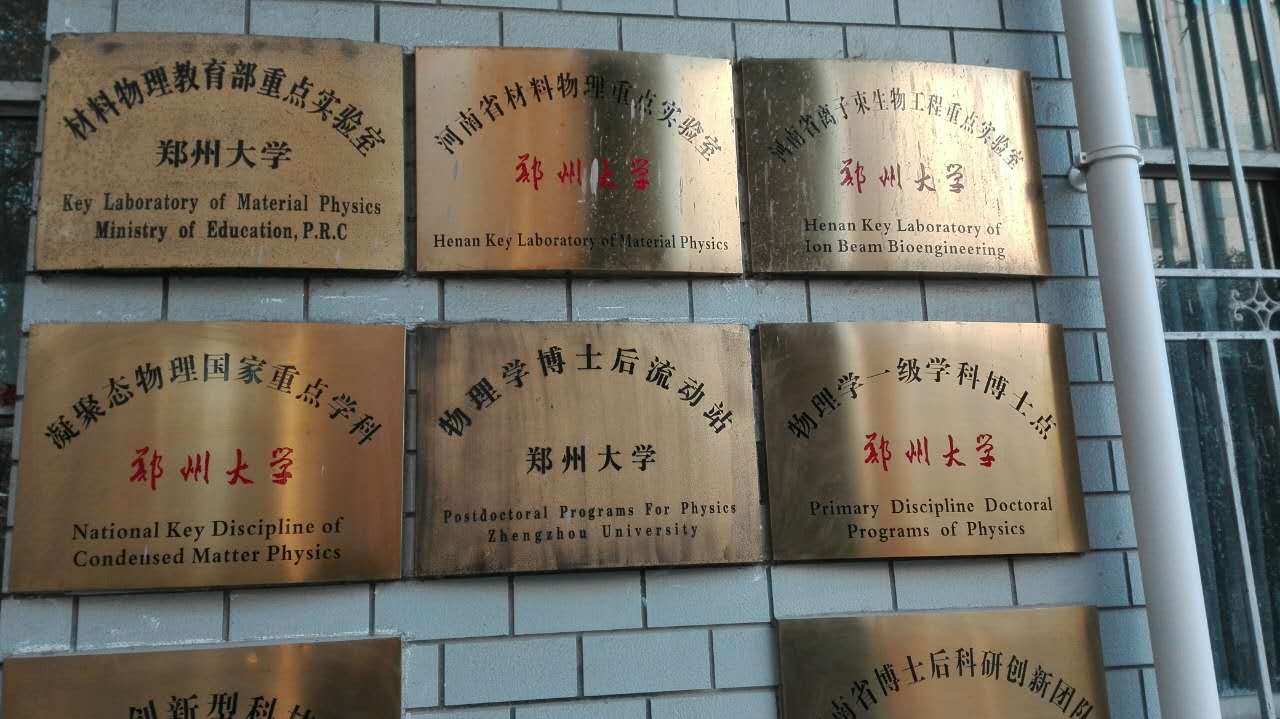 材料物理教育部重点实验室
郑州大学
Key Laboratory of Material Physics
Ministry of Education, P.R.C
河南省材料物理重点实验室
郑州大学
Henan Key Laboratory of Material Physics
河南省离子束生物工程重点实验室
郑州大学
Henan Key Laboratory of
Ion Beam Bioengineering
凝聚态物理国家重点学科
郑州大学
National Key Discipline of
Condeused Matter Physics
物理学博士后流动站
郑州大学
Postdoctoral Programs For Physics
Zhengzhou University
物理学一级学科博士点
郑州大学
Primary Discipline Doctoral
Programs of Physics
创新型科技
南省博士后科研创新团队